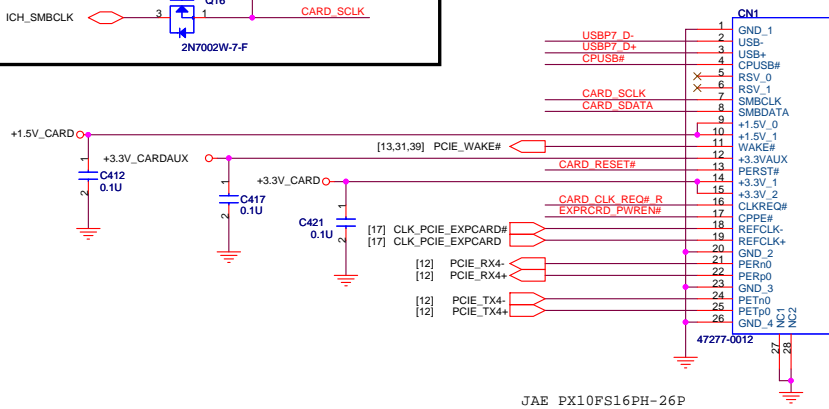 Q16
ICH_SMBCLK 3 1 CARD_SCLK
2N7002W-7-F
CN1
1 GND_1
USBP7_D- 2 USB-
USBP7_D+ 3 USB+
CPUSB# 4 CPUSB#
5 RSV_0
6 RSV_1
CARD_SCLK 7 SMBCLK
CARD_SDATA 8 SMBDATA
9 +1.5V_0
+1.5V_CARD 10 +1.5V_1
[13,31,39] PCIE_WAKE# 11 WAKE#
+3.3V_CARDAUX 12 +3.3VAUX
CARD_RESET# 13 PERST#
+3.3V_CARD 14 +3.3V_1
15 +3.3V_2
CARD_CLK_REQ#_R 16 CLKREQ#
EXPRCRD_PWREN# 17 CPPE#
[17] CLK_PCIE_EXPCARD# 18 REFCLK-
[17] CLK_PCIE_EXPCARD 19 REFCLK+
20 GND_2
[12] PCIE_RX4- 21 PERn0
[12] PCIE_RX4+ 22 PERp0
23 GND_3
[12] PCIE_TX4- 24 PETn0
[12] PCIE_TX4+ 25 PETp0
26 GND_4
NC1
NC2
27
28
47277-0012
1
C412
0.1U
2
1
C417
0.1U
2
1
C421
0.1U
2
JAE PX10FS16PH-26P